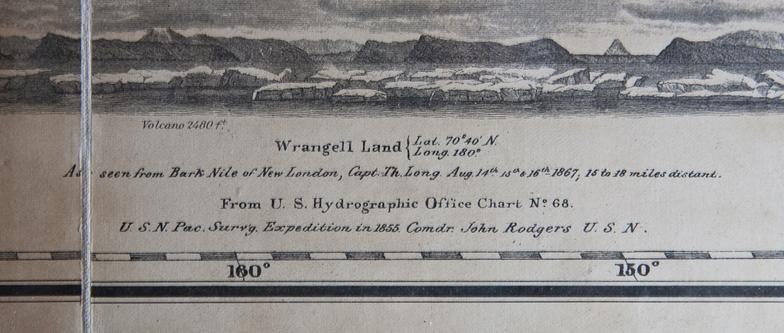 Volcano 2480 ft.
Wrangell Land { Lat. 70° 40' N.
Long. 180°
As seen from Bark Nile of New London, Capt. Th. Long. Aug. 14th 15th & 16th 1867, 15 to 18 miles distant.
From U. S. Hydrographic Office Chart No 68.
U. S. N. Pac. Surv'g. Expedition in 1855. Comdr. John Rodgers U. S. N.
160° 150°